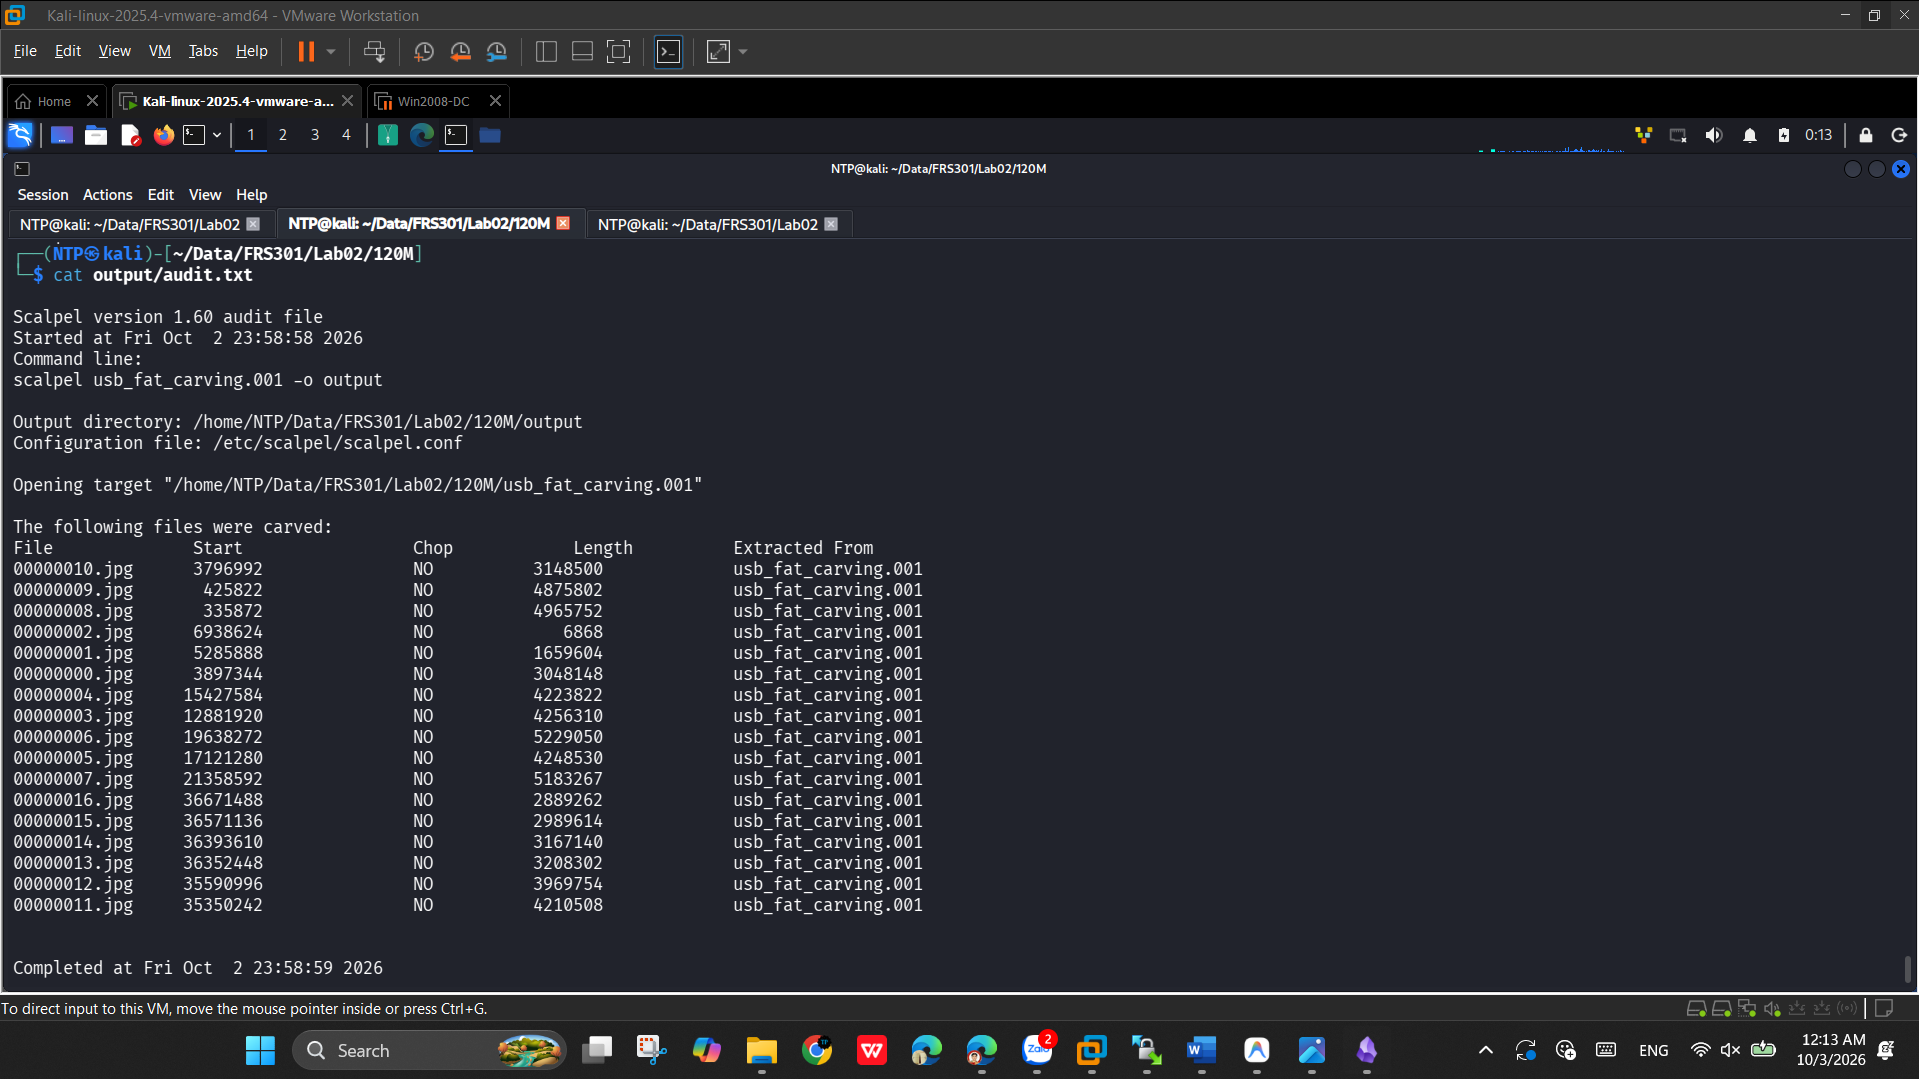 Kali-linux-2025.4-vmware-amd64 - VMware Workstation
File Edit View VM Tabs Help
Home
Kali-linux-2025.4-vmware-a...
Win2008-DC
1 2 3 4
0:13
NTP@kali: ~/Data/FRS301/Lab02/120M
Session Actions Edit View Help
NTP@kali: ~/Data/FRS301/Lab02
NTP@kali: ~/Data/FRS301/Lab02/120M
NTP@kali: ~/Data/FRS301/Lab02
┌──(NTP㉿kali)-[~/Data/FRS301/Lab02/120M]
└─$ cat output/audit.txt
Scalpel version 1.60 audit file
Started at Fri Oct  2 23:58:58 2026
Command line:
scalpel usb_fat_carving.001 -o output
Output directory: /home/NTP/Data/FRS301/Lab02/120M/output
Configuration file: /etc/scalpel/scalpel.conf
Opening target "/home/NTP/Data/FRS301/Lab02/120M/usb_fat_carving.001"
The following files were carved:
File Start Chop Length Extracted From
00000010.jpg 3796992 NO 3148500 usb_fat_carving.001
00000009.jpg 425822 NO 4875802 usb_fat_carving.001
00000008.jpg 335872 NO 4965752 usb_fat_carving.001
00000002.jpg 6938624 NO 6868 usb_fat_carving.001
00000001.jpg 5285888 NO 1659604 usb_fat_carving.001
00000000.jpg 3897344 NO 3048148 usb_fat_carving.001
00000004.jpg 15427584 NO 4223822 usb_fat_carving.001
00000003.jpg 12881920 NO 4256310 usb_fat_carving.001
00000006.jpg 19638272 NO 5229050 usb_fat_carving.001
00000005.jpg 17121280 NO 4248530 usb_fat_carving.001
00000007.jpg 21358592 NO 5183267 usb_fat_carving.001
00000016.jpg 36671488 NO 2889262 usb_fat_carving.001
00000015.jpg 36571136 NO 2989614 usb_fat_carving.001
00000014.jpg 36393610 NO 3167140 usb_fat_carving.001
00000013.jpg 36352448 NO 3208302 usb_fat_carving.001
00000012.jpg 35590996 NO 3969754 usb_fat_carving.001
00000011.jpg 35350242 NO 4210508 usb_fat_carving.001
Completed at Fri Oct  2 23:58:59 2026
To direct input to this VM, move the mouse pointer inside or press Ctrl+G.
Search
Zalo
2
ENG
12:13 AM
10/3/2026